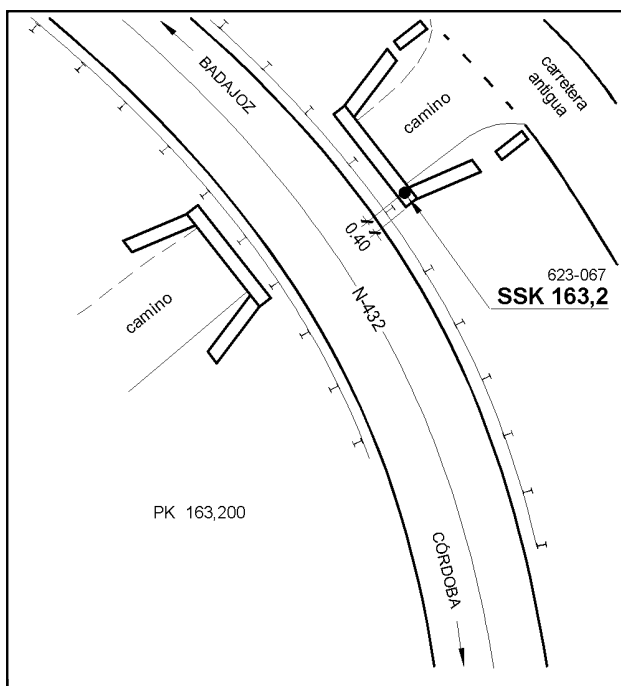 BADAJOZ
camino
carretera
antigua
0.40
623-067
SSK 163,2
camino
N-432
PK 163,200
CÓRDOBA